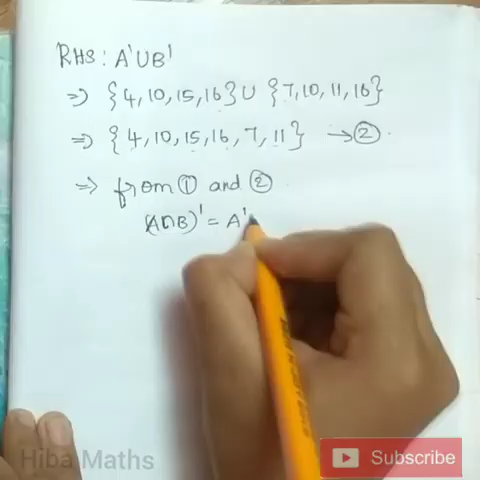 RHS: A'UB'
=> {4,10,15,16} U {7,10,11,16}
=> {4,10,15,16,7,11} → ②.
=> from ① and ②
(A∩B)' = A'
Hiba Maths
Subscribe